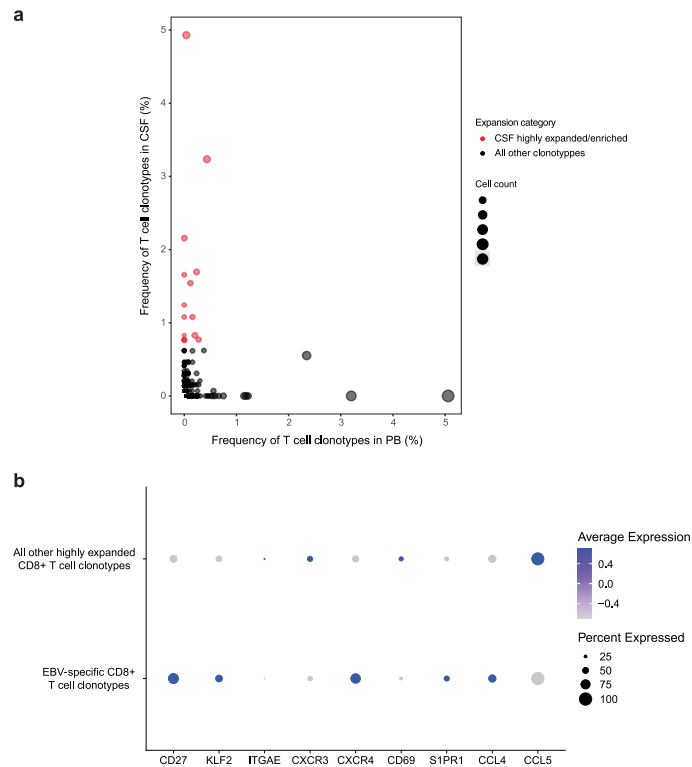 a
Frequency of T cell clonotypes in CSF (%)
5
4
3
2
1
0
0
1
2
3
4
5
Frequency of T cell clonotypes in PB (%)
Expansion category
CSF highly expanded/enriched
All other clonotyppes
Cell count
b
All other highly expanded
CD8+ T cell clonotypes
EBV-specific CD8+
T cell clonotypes
CD27
KLF2
ITGAE
CXCR3
CXCR4
CD69
S1PR1
CCL4
CCL5
Average Expression
0.4
0.0
−0.4
Percent Expressed
25
50
75
100